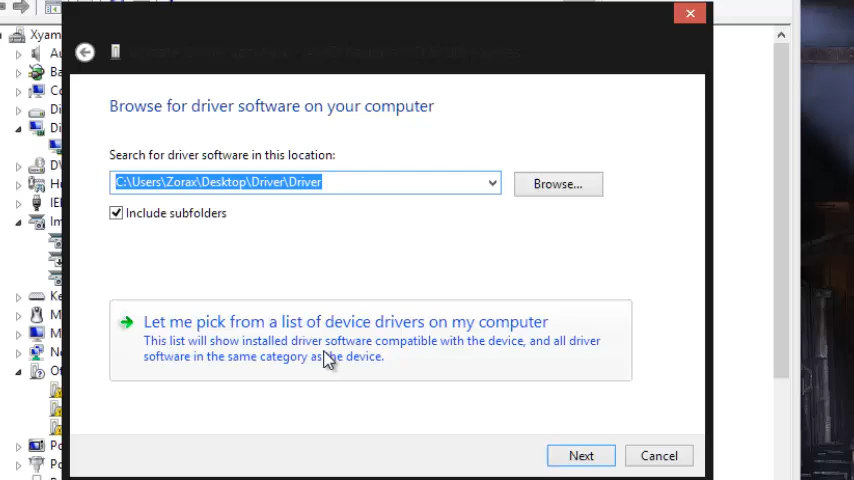 Xyam
Browse for driver software on your computer
Search for driver software in this location:
C:\Users\Zorax\Desktop\Driver\Driver
Browse...
Include subfolders
Let me pick from a list of device drivers on my computer
This list will show installed driver software compatible with the device, and all driver
software in the same category as the device.
Next
Cancel